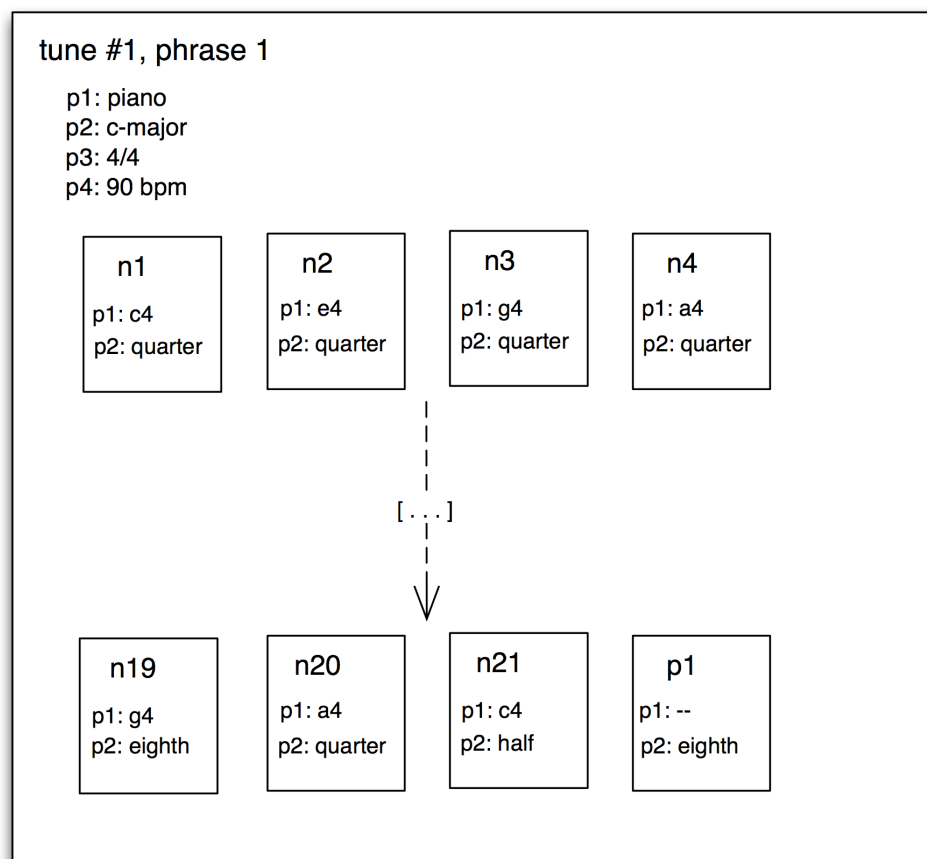 tune #1, phrase 1
p1: piano
p2: c-major
p3: 4/4
p4: 90 bpm
n1
p1: c4
p2: quarter
n2
p1: e4
p2: quarter
n3
p1: g4
p2: quarter
n4
p1: a4
p2: quarter
[ . . . ]
n19
p1: g4
p2: eighth
n20
p1: a4
p2: quarter
n21
p1: c4
p2: half
p1
p1: --
p2: eighth